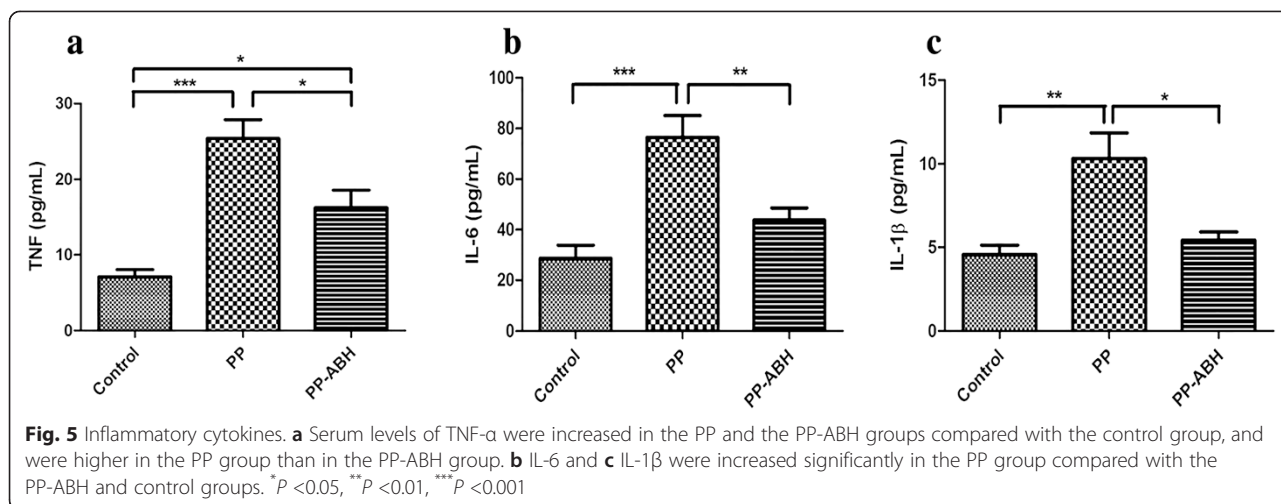 a
*
***
*
30
20
10
0
TNF (pg/mL)
Control
PP
PP-ABH
b
***
**
100
80
60
40
20
0
IL-6 (pg/mL)
Control
PP
PP-ABH
c
**
*
15
10
5
0
IL-1β (pg/mL)
Control
PP
PP-ABH
Fig. 5 Inflammatory cytokines. a Serum levels of TNF-α were increased in the PP and the PP-ABH groups compared with the control group, and
were higher in the PP group than in the PP-ABH group. b IL-6 and c IL-1β were increased significantly in the PP group compared with the
PP-ABH and control groups. *P <0.05, **P <0.01, ***P <0.001